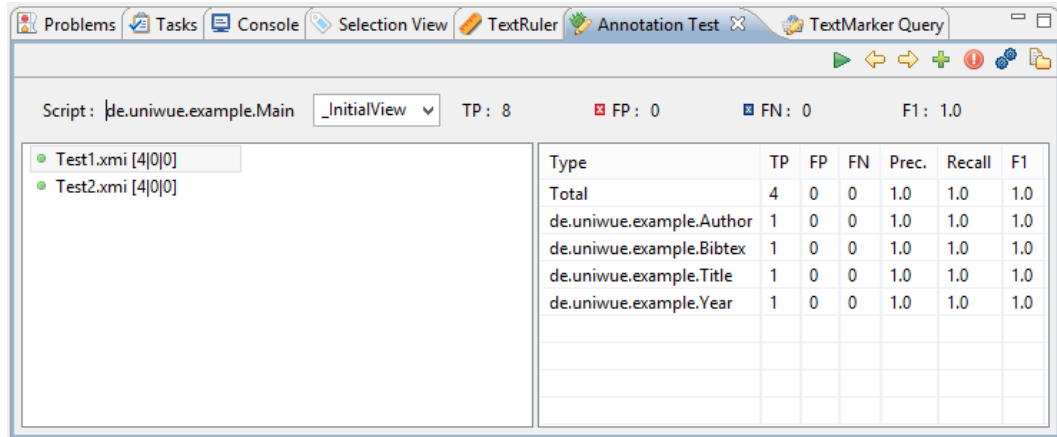 Problems Tasks Console Selection View TextRuler Annotation Test TextMarker Query
Script : de.uniwue.example.Main _InitialView TP : 8 FP : 0 FN : 0 F1 : 1.0
Test1.xmi [4|0|0]
Test2.xmi [4|0|0]
Type TP FP FN Prec. Recall F1
Total 4 0 0 1.0 1.0 1.0
de.uniwue.example.Author 1 0 0 1.0 1.0 1.0
de.uniwue.example.Bibtex 1 0 0 1.0 1.0 1.0
de.uniwue.example.Title 1 0 0 1.0 1.0 1.0
de.uniwue.example.Year 1 0 0 1.0 1.0 1.0